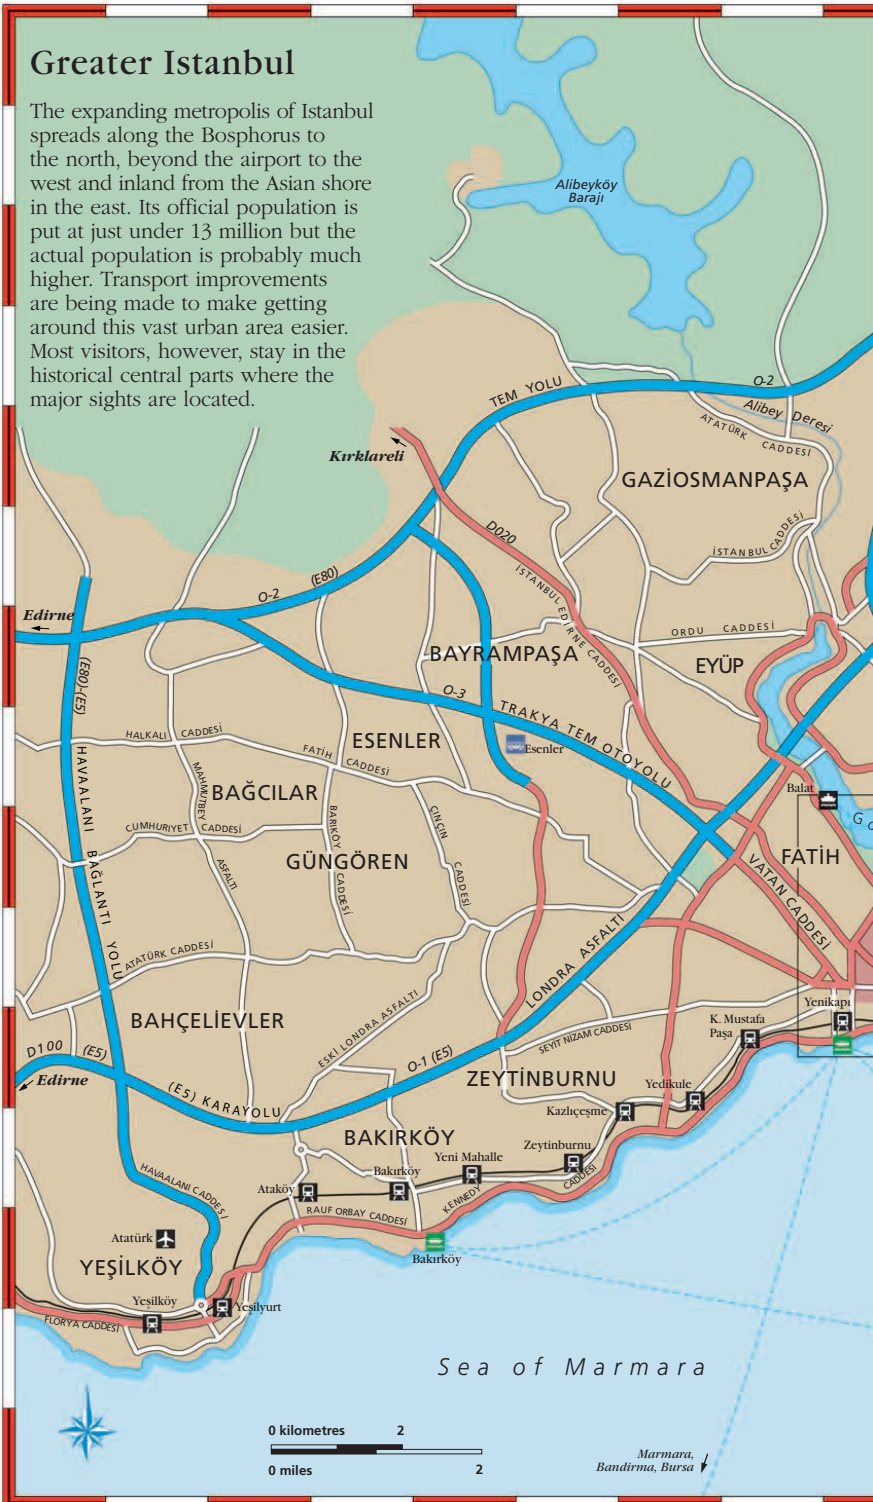 Greater Istanbul
The expanding metropolis of Istanbul
spreads along the Bosphorus to
the north, beyond the airport to the
west and inland from the Asian shore
in the east. Its official population is
put at just under 13 million but the
actual population is probably much
higher. Transport improvements
are being made to make getting
around this vast urban area easier.
Most visitors, however, stay in the
historical central parts where the
major sights are located.
Alibeyköy
Barajı
TEM YOLU
O-2
Alibey Deresi
ATATÜRK CADDESİ
Kırklareli
GAZİOSMANPAŞA
D020
İSTANBUL CADDESİ
O-2
(E80)
İSTANBUL EDİRNE CADDESİ
Edirne
ORDU CADDESİ
BAYRAMPAŞA
EYÜP
(E80)-(E5)
O-3
TRAKYA TEM OTOYOLU
HALKALI CADDESİ
FATİH CADDESİ
ESENLER
Esenler
HAVAALANI BAĞLANTI YOLU
MAHMUTBEY ASFALTI
BAĞCILAR
Balat
BARIKÖY CADDESİ
ÇINÇIN CADDESİ
CUMHURIYET CADDESİ
GÜNGÖREN
FATİH
VATAN CADDESİ
ATATÜRK CADDESİ
LONDRA ASFALTI
ESKİ LONDRA ASFALTI
Yenikapı
BAHÇELİEVLER
K. Mustafa
Paşa
SEYİT NİZAM CADDESİ
D100
(E5)
O-1 (E5)
Edirne
ZEYTİNBURNU
Yedikule
(E5) KARAYOLU
Kazlıçeşme
BAKIRKÖY
Zeytinburnu
Yeni Mahalle
Bakırköy
HAVAALANI CADDESİ
Ataköy
KENNEDY CADDESİ
RAUF ORBAY CADDESİ
Atatürk
Bakırköy
YEŞİLKÖY
Yeşilköy
Yeşilyurt
FLORYA CADDESİ
Sea of Marmara
0 kilometres 2
0 miles 2
Marmara,
Bandirma, Bursa